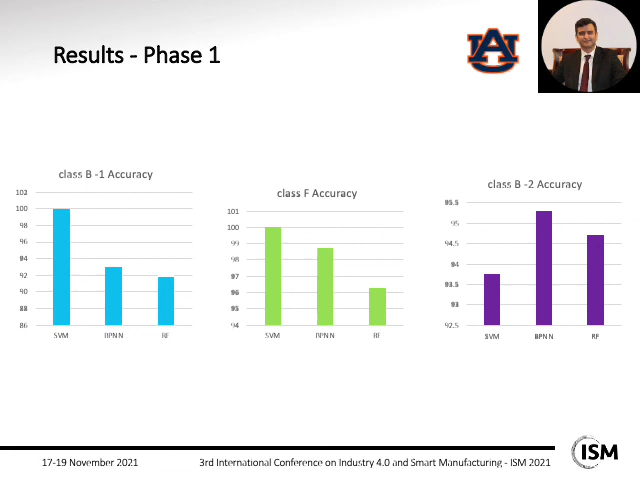 Results - Phase 1
class B -1 Accuracy
102
100
98
96
94
92
90
88
86
SVM
BPNN
RF
class F Accuracy
101
100
99
98
97
96
95
94
SVM
BPNN
RF
class B -2 Accuracy
95.5
95
94.5
94
93.5
93
92.5
SVM
BPNN
RF
17-19 November 2021
3rd International Conference on Industry 4.0 and Smart Manufacturing - ISM 2021
ISM